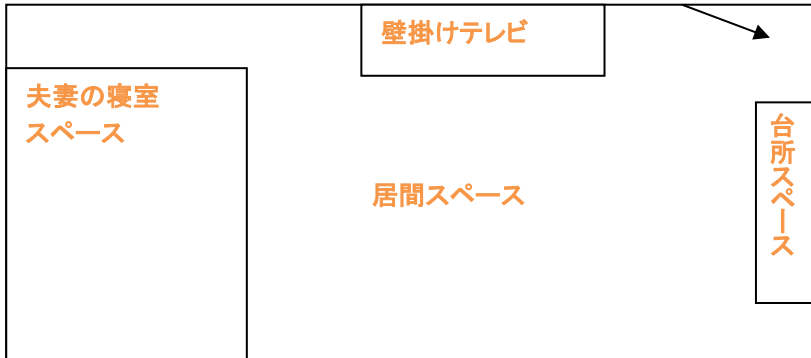 壁掛けテレビ
夫妻の寝室
スペース
居間スペース
台所スペース